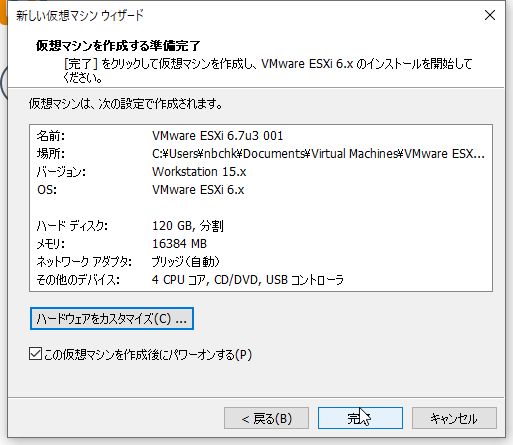 新しい仮想マシン ウィザード
仮想マシンを作成する準備完了
[完了] をクリックして仮想マシンを作成し、VMware ESXi 6.x のインストールを開始して
ください。
仮想マシンは、次の設定で作成されます。
名前: VMware ESXi 6.7u3 001
場所: C:¥Users¥nbchk¥Documents¥Virtual Machines¥VMware ESX...
バージョン: Workstation 15.x
OS: VMware ESXi 6.x
ハード ディスク: 120 GB, 分割
メモリ: 16384 MB
ネットワーク アダプタ: ブリッジ (自動)
その他のデバイス: 4 CPU コア, CD/DVD, USB コントローラ
ハードウェアをカスタマイズ(C) ...
この仮想マシンを作成後にパワーオンする(P)
< 戻る(B) 完了 キャンセル